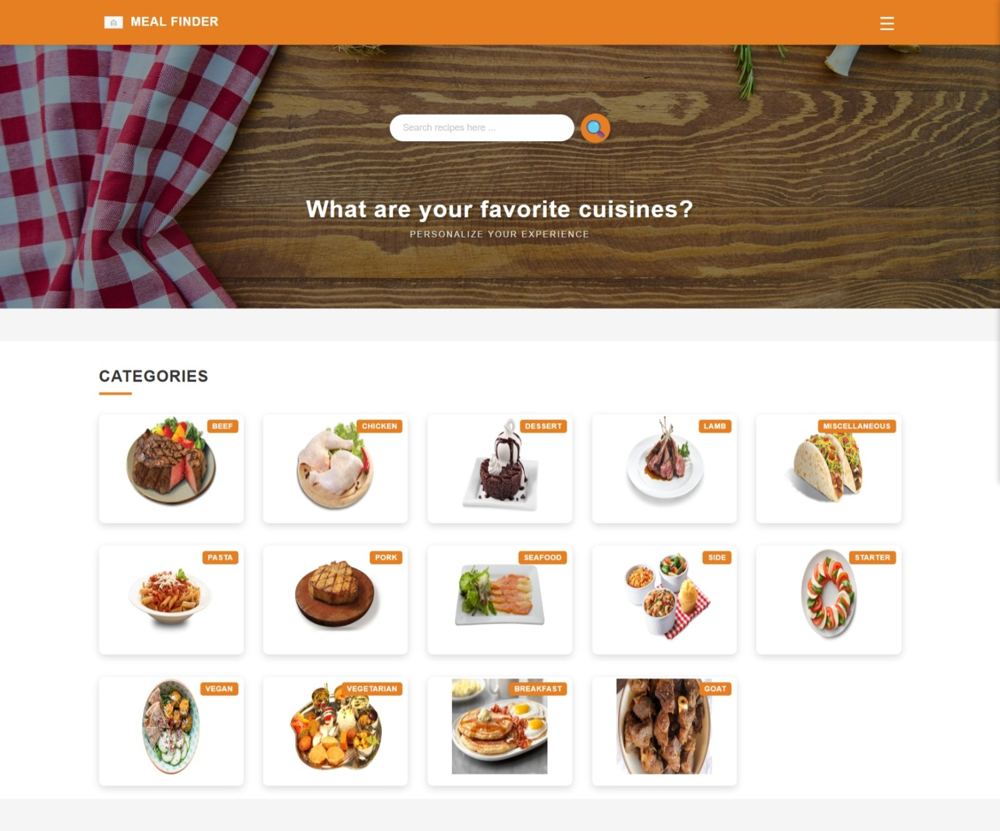 MEAL FINDER
Search recipes here ...
What are your favorite cuisines?
PERSONALIZE YOUR EXPERIENCE
CATEGORIES
BEEF
CHICKEN
DESSERT
LAMB
MISCELLANEOUS
PASTA
PORK
SEAFOOD
SIDE
STARTER
VEGAN
VEGETARIAN
BREAKFAST
GOAT